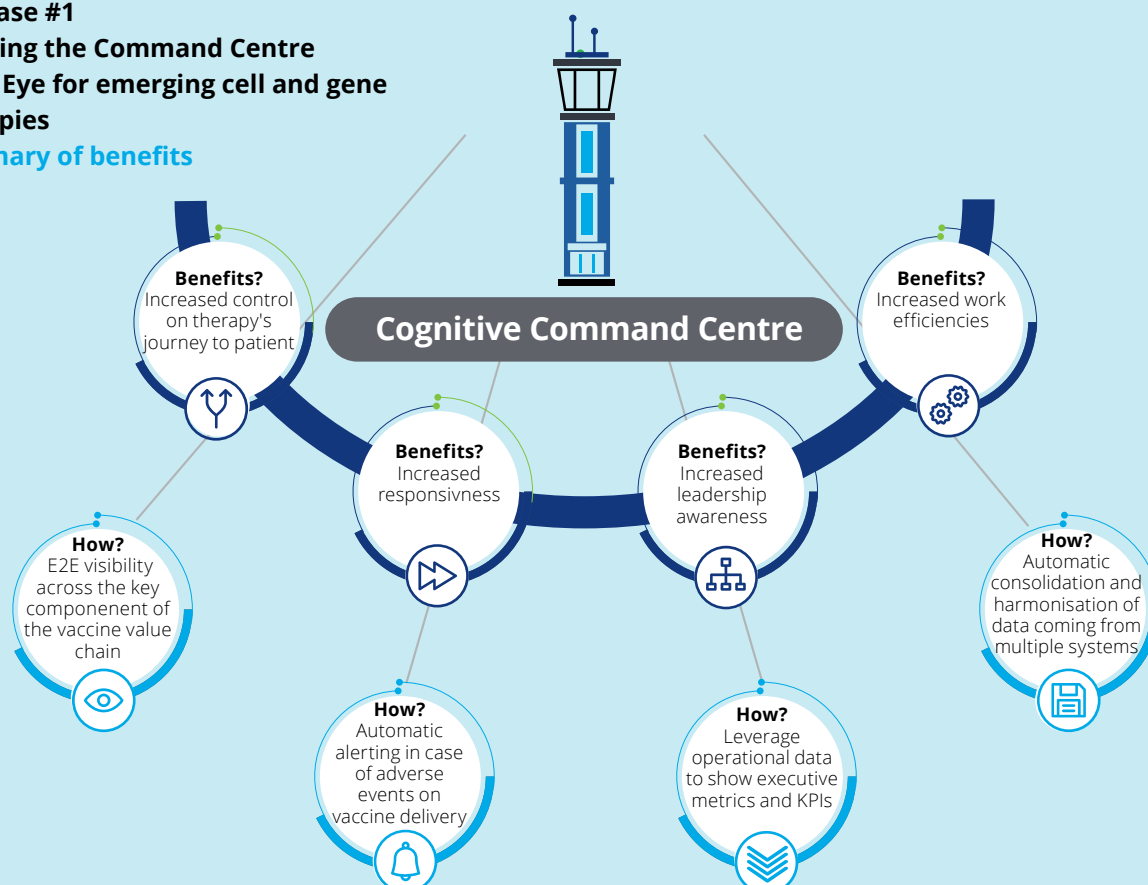 ase #1
ing the Command Centre
Eye for emerging cell and gene
pies
mary of benefits
Cognitive Command Centre
Benefits?
Increased control
on therapy's
journey to patient
Benefits?
Increased
responsivness
Benefits?
Increased
leadership
awareness
Benefits?
Increased work
efficiencies
How?
E2E visibility
across the key
componenent of
the vaccine value
chain
How?
Automatic
alerting in case
of adverse
events on
vaccine delivery
How?
Leverage
operational data
to show executive
metrics and KPIs
How?
Automatic
consolidation and
harmonisation of
data coming from
multiple systems